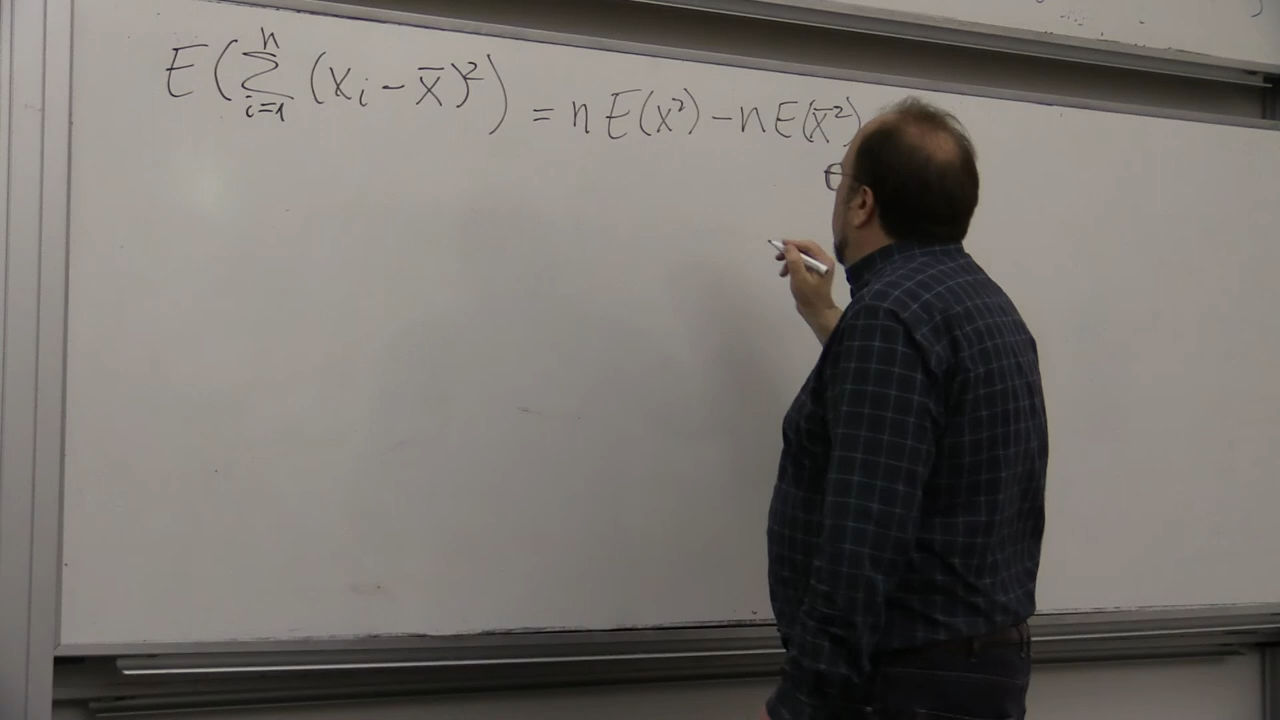 E(∑_{i=1}^{n} (x_i − x̄)²) = n E(x²) − n E(x̄²)